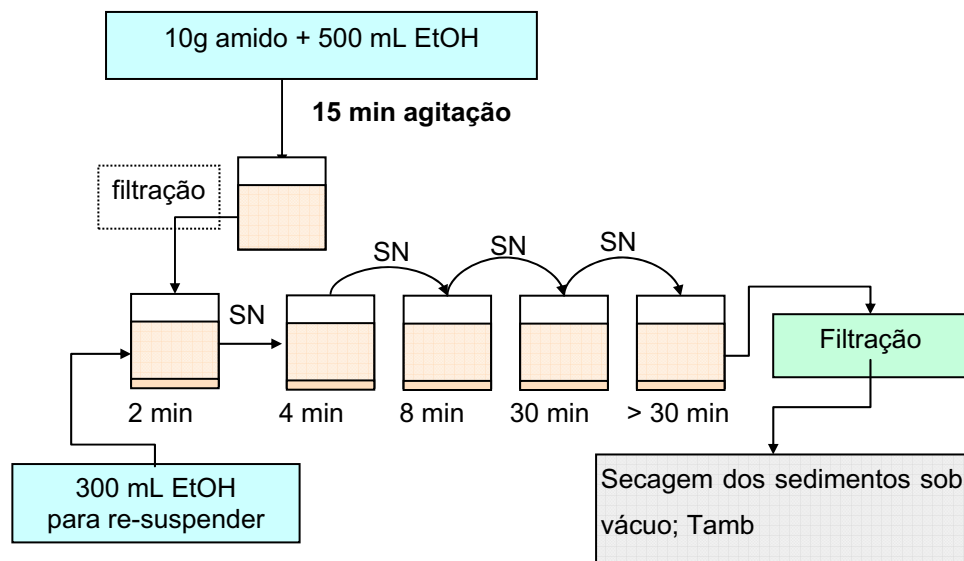 10g amido + 500 mL EtOH
15 min agitação
filtração
SN
SN
SN
SN
2 min
4 min
8 min
30 min
> 30 min
Filtração
300 mL EtOH
para re-suspender
Secagem dos sedimentos sob
vácuo; Tamb